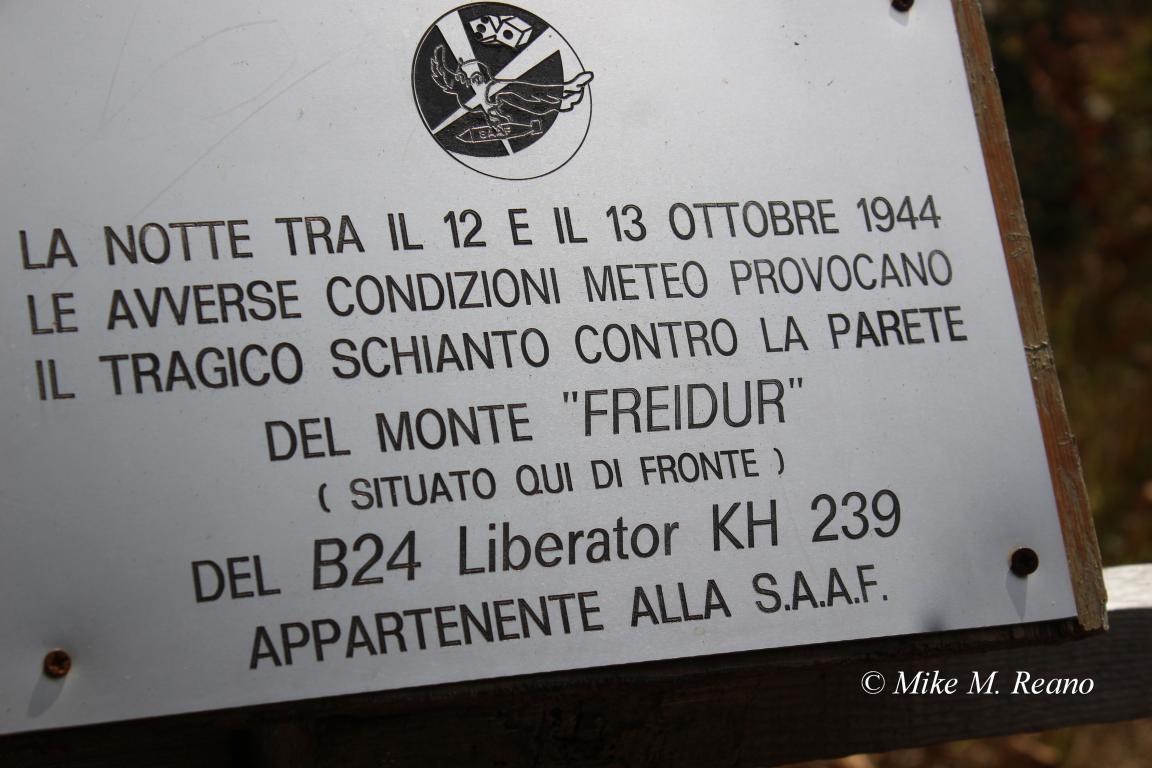 SAAF
LA NOTTE TRA IL 12 E IL 13 OTTOBRE 1944
LE AVVERSE CONDIZIONI METEO PROVOCANO
IL TRAGICO SCHIANTO CONTRO LA PARETE
DEL MONTE "FREIDUR"
( SITUATO QUI DI FRONTE )
DEL B24 Liberator KH 239
APPARTENENTE ALLA S.A.A.F.
© Mike M. Reano